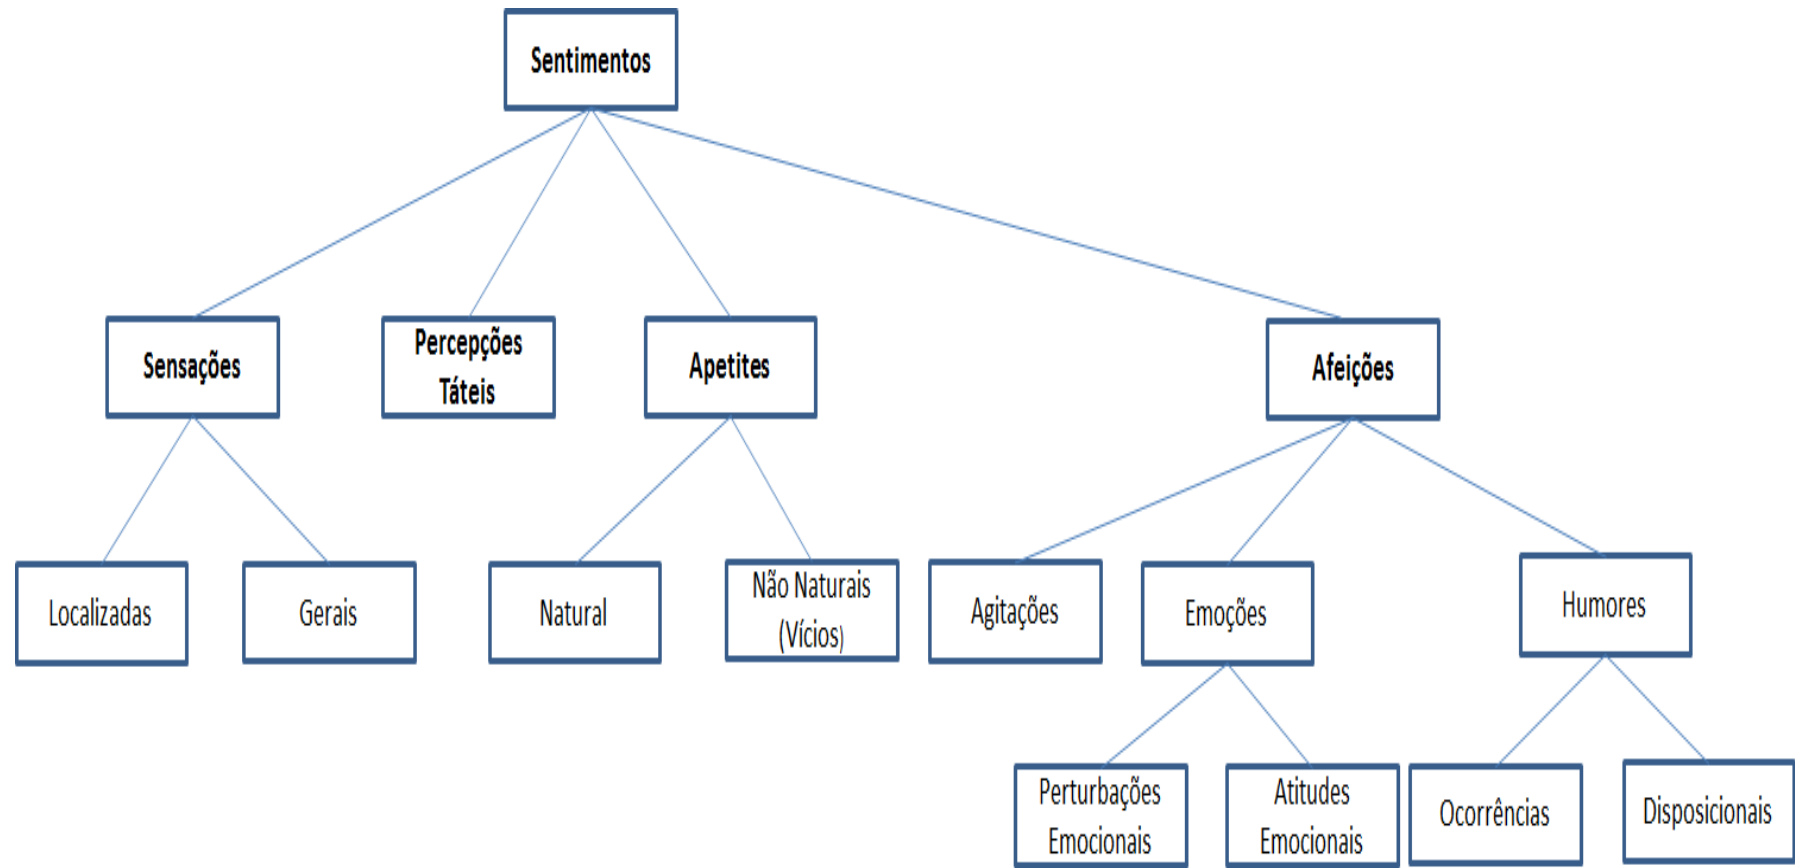 Sentimentos
Sensações
Percepções
Táteis
Apetites
Afeições
Localizadas
Gerais
Natural
Não Naturais
(Vícios)
Agitações
Emoções
Humores
Perturbações
Emocionais
Atitudes
Emocionais
Ocorrências
Disposicionais